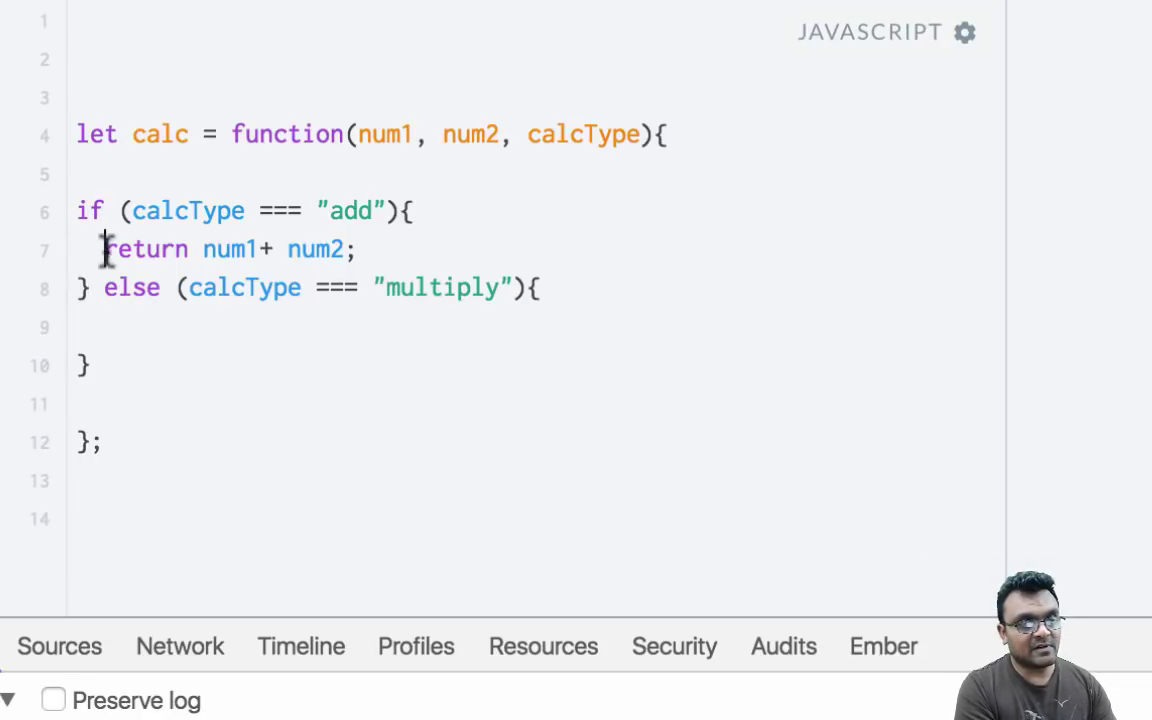 1
JAVASCRIPT
2
3
4 let calc = function(num1, num2, calcType){
5
6 if (calcType === "add"){
7 return num1+ num2;
8 } else (calcType === "multiply"){
9
10 }
11
12 };
13
14
Sources Network Timeline Profiles Resources Security Audits Ember
Preserve log